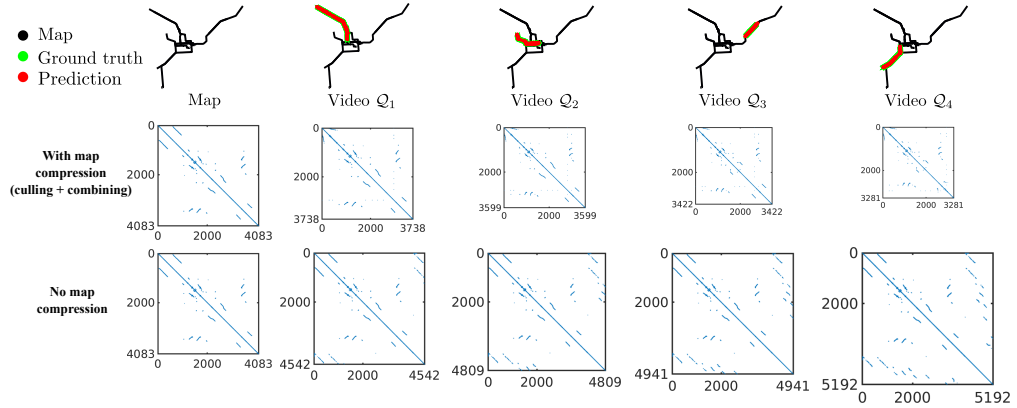 Map
Ground truth
Prediction
Map
Video Q1
Video Q2
Video Q3
Video Q4
With map
compression
(culling + combining)
0
2000
4083
0 2000 4083
0
2000
3738
0 2000 3738
0
2000
3599
0 2000 3599
0
2000
3422
0 2000 3422
0
2000
3281
0 2000 3281
No map
compression
0
2000
4083
0 2000 4083
0
2000
4542
0 2000 4542
0
2000
4809
0 2000 4809
0
2000
4941
0 2000 4941
0
2000
5192
0 2000 5192